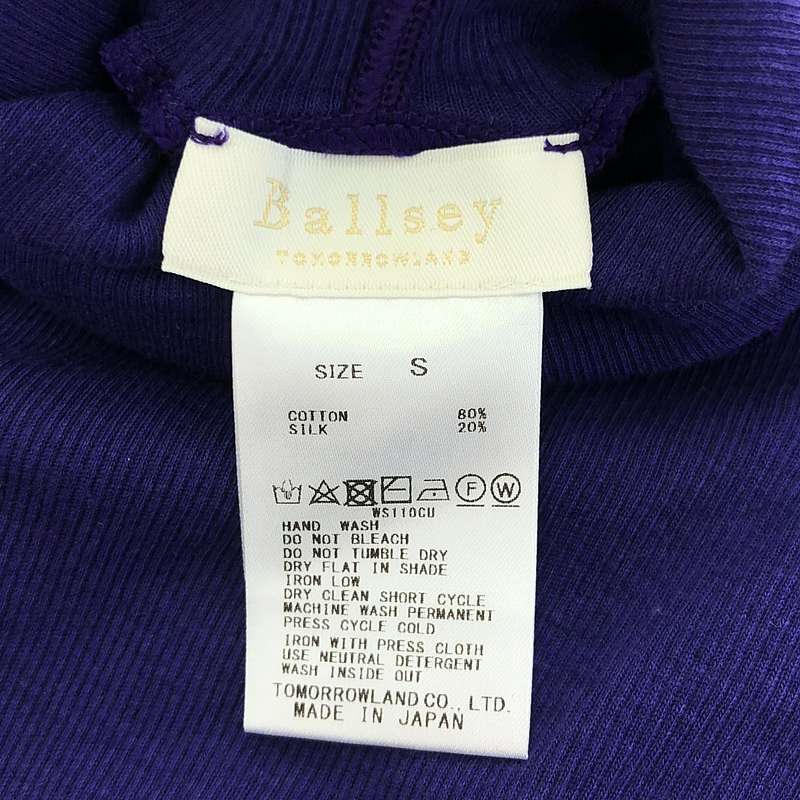 Ballsey
TOMORROWLAND
SIZE S
COTTON 80%
SILK 20%
F W
WS110CU
HAND WASH
DO NOT BLEACH
DO NOT TUMBLE DRY
DRY FLAT IN SHADE
IRON LOW
DRY CLEAN SHORT CYCLE
MACHINE WASH PERMANENT
PRESS CYCLE COLD
IRON WITH PRESS CLOTH
USE NEUTRAL DETERGENT
WASH INSIDE OUT
TOMORROWLAND CO., LTD.
MADE IN JAPAN